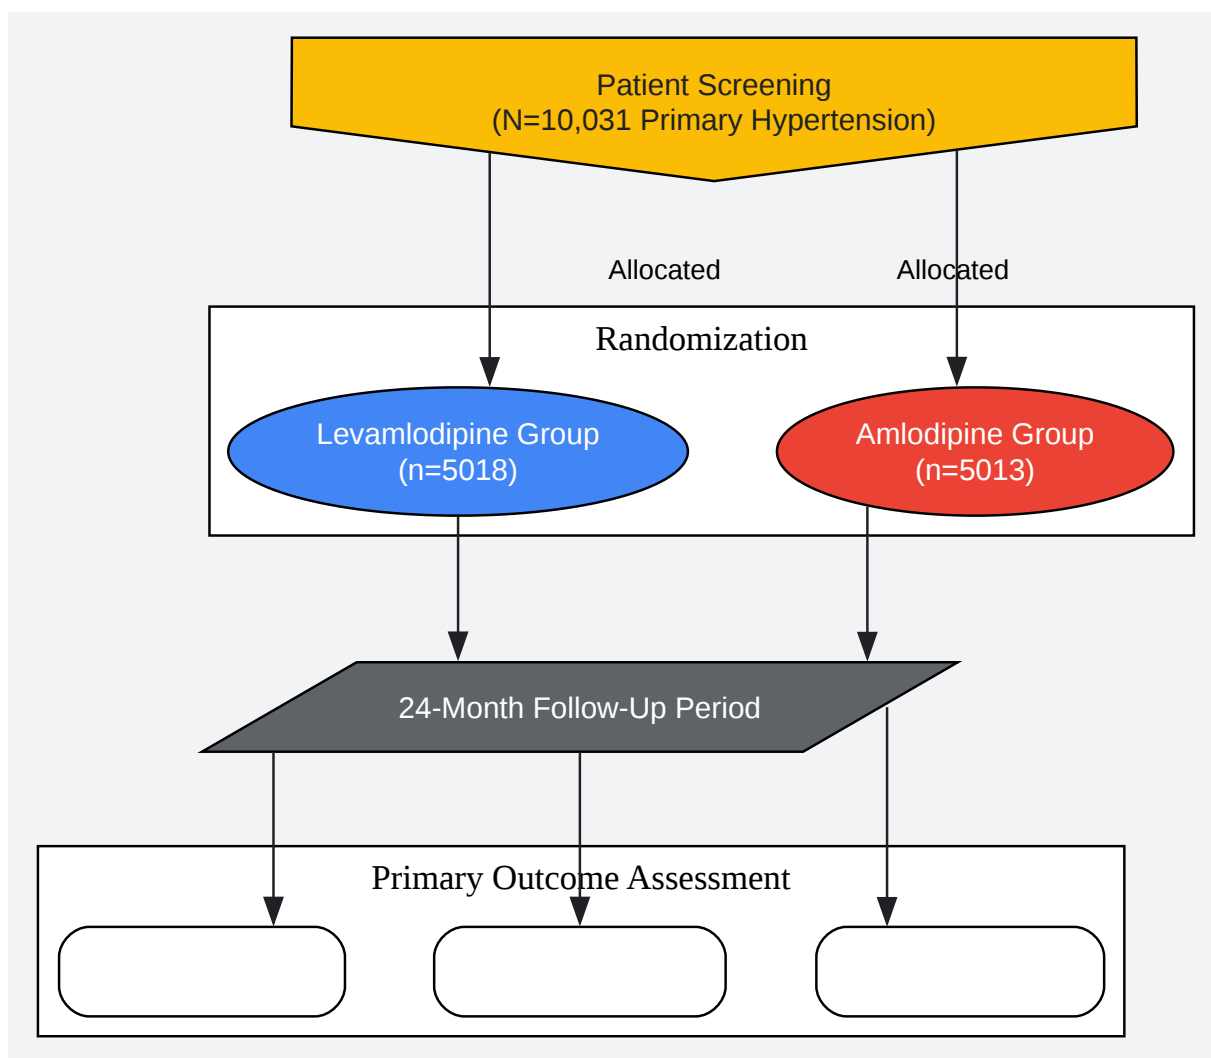 Patient Screening
(N=10,031 Primary Hypertension)
Allocated
Allocated
Randomization
Levamlodipine Group
(n=5018)
Amlodipine Group
(n=5013)
24-Month Follow-Up Period
Primary Outcome Assessment